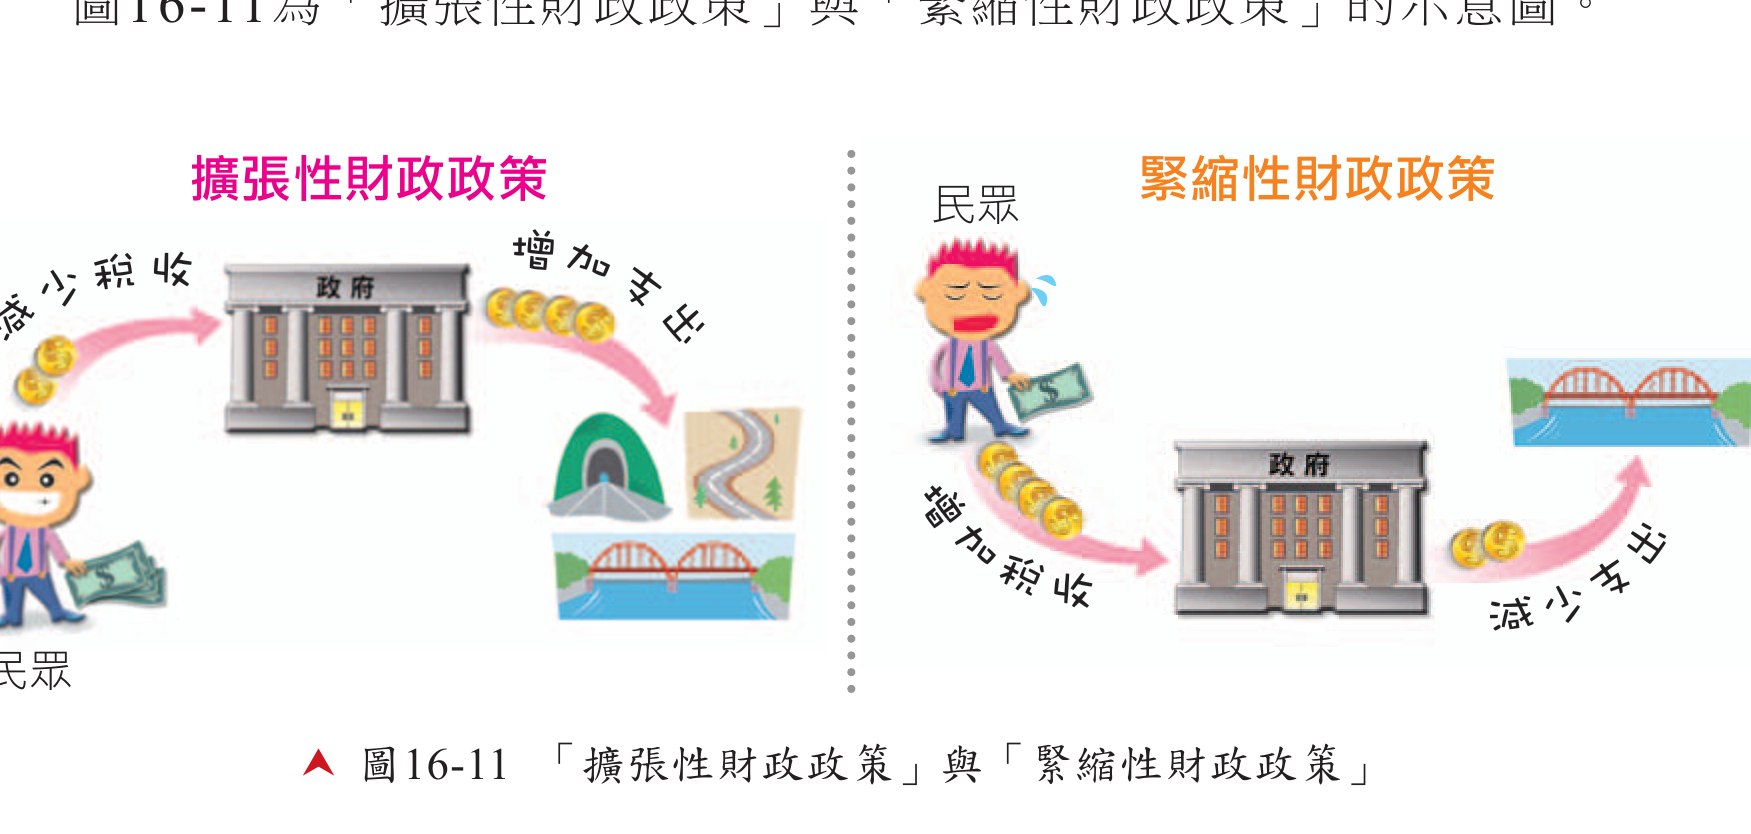 圖16-11為「擴張性財政政策」與「緊縮性財政政策」的示意圖。
擴張性財政政策
減少稅收
政府
增加支出
民眾
緊縮性財政政策
民眾
增加稅收
政府
減少支出
圖16-11 「擴張性財政政策」與「緊縮性財政政策」